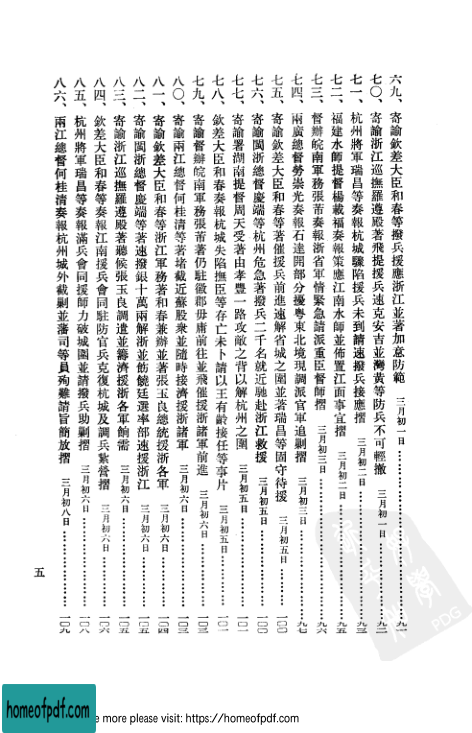 六九、寄諭欽差大臣和春等撥兵援應浙江並著加意防範 三月初一日……九一
七〇、寄諭浙江巡撫羅遵殿著飛提援兵速克安吉並灣黃等防兵不可輕撤 三月初一日……九二
七一、杭州將軍瑞昌等奏報杭城驟陷援兵未到請速撥兵接應摺 三月初二日……九三
七二、福建水師提督楊載福奏報策應江南水師並佈置江面事宜摺 三月初二日……九五
七三、督辦皖南軍務張芾奏報浙省軍情緊急請派重臣督師摺 三月初三日……九六
七四、兩廣總督勞崇光奏報石達開部分擾粵東北境現調派官軍追剿摺 三月初三日……九七
七五、寄諭欽差大臣和春等著催援兵前進速解省城之圍並著瑞昌等固守待援 三月初五日……一〇〇
七六、寄諭閩浙總督慶端等杭州危急著撥兵二千名就近馳赴浙江救援 三月初五日……一〇〇
七七、寄諭署湖南提督周天受著由孝豐一路攻敵之背以解杭州之圍 三月初五日……一〇一
七八、欽差大臣和春奏報杭城失陷撫臣等存亡未卜請以王有齡接任等事片 三月初六日……一〇一
七九、寄諭督辦皖南軍務張芾著仍駐徽郡毋庸前往並飛催援浙諸軍前進 三月初六日……一〇三
八〇、寄諭兩江總督何桂清等著堵截近蘇股衆並隨時接濟援浙諸軍 三月初六日……一〇三
八一、寄諭欽差大臣和春等浙江軍務著和春兼辦並著張玉良總統援浙各軍 三月初六日……一〇四
八二、寄諭閩浙總督慶端等著速撥銀十萬兩解浙並飭饒廷選率部速援浙江 三月初六日……一〇五
八三、寄諭浙江巡撫羅遵殿著聽候張玉良調遣並籌濟援浙各軍餉需 三月初六日……一〇五
八四、欽差大臣和春等奏報江南援兵會同駐防官兵克復杭城及調兵紮營摺 三月初六日……一〇六
八五、杭州將軍瑞昌等奏報滿兵會同援師力破城圍並請撥兵助剿摺 三月初六日……一〇八
八六、兩江總督何桂清奏報杭州城外截剿並藩司等員殉難請旨簡放摺 三月初八日……一〇九
五
PDG
homeofpdf.com
e more please visit: https://homeofpdf.com